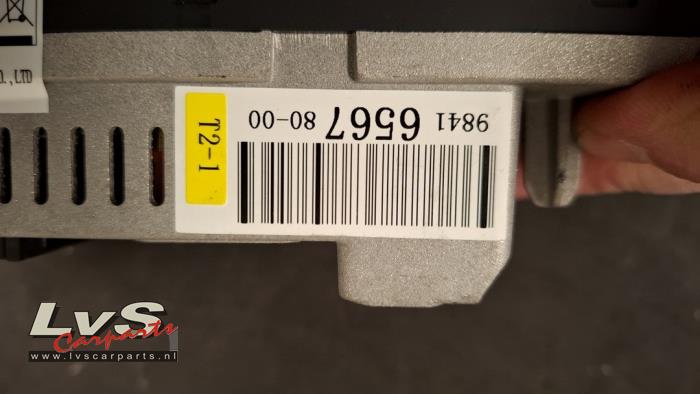 ., LTD
9841 6567 80-00
T2-1
LvS
Carparts
www.lvscarparts.nl